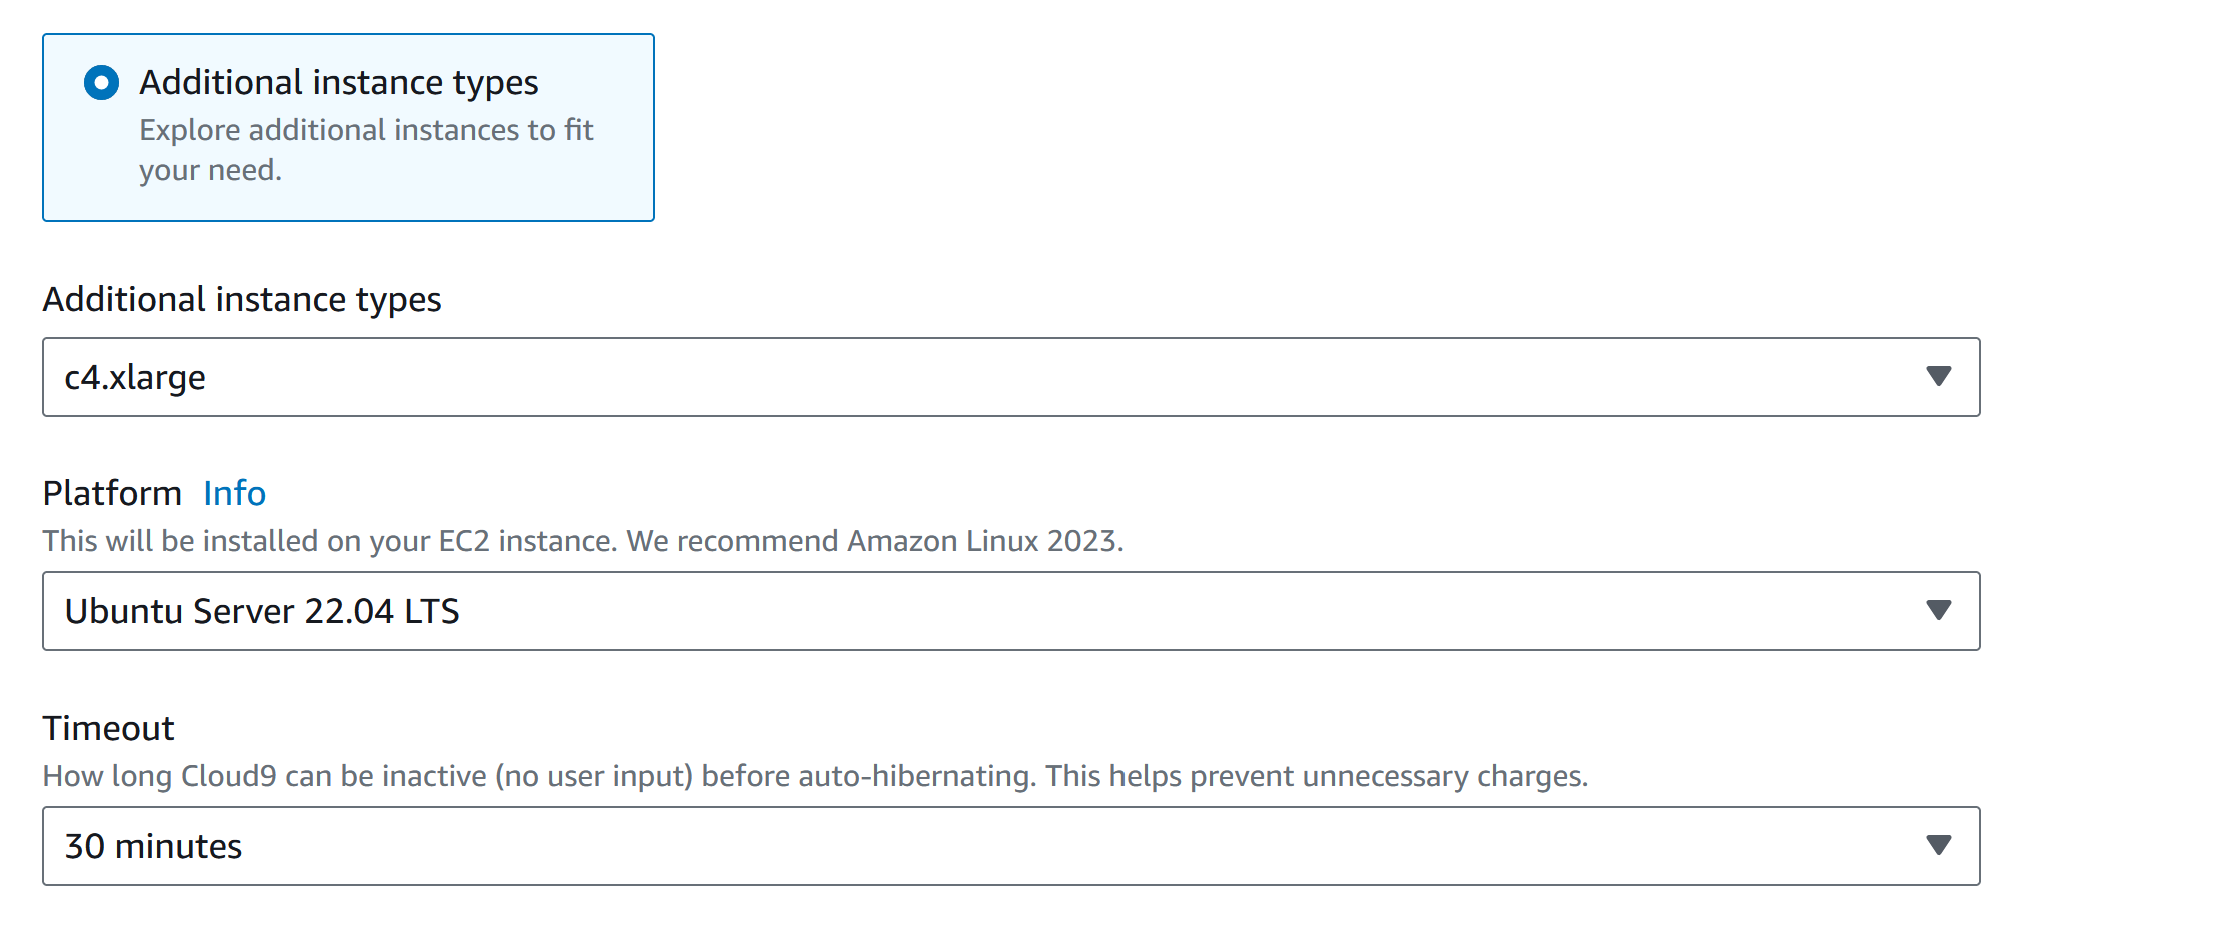 Additional instance types
Explore additional instances to fit
your need.
Additional instance types
c4.xlarge
Platform Info
This will be installed on your EC2 instance. We recommend Amazon Linux 2023.
Ubuntu Server 22.04 LTS
Timeout
How long Cloud9 can be inactive (no user input) before auto-hibernating. This helps prevent unnecessary charges.
30 minutes